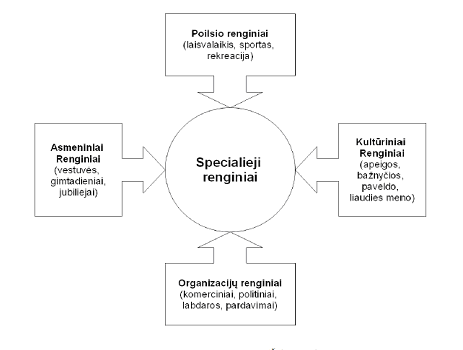 Poilsio renginiai
(laisvalaikis, sportas,
rekreacija)
Asmeniniai
Renginiai
(vestuvės,
gimtadieniai,
jubiliejai)
Specialieji
renginiai
Kultūriniai
Renginiai
(apeigos,
bažnyčios,
paveldo,
liaudies meno)
Organizacijų renginiai
(komerciniai, politiniai,
labdaros, pardavimai)